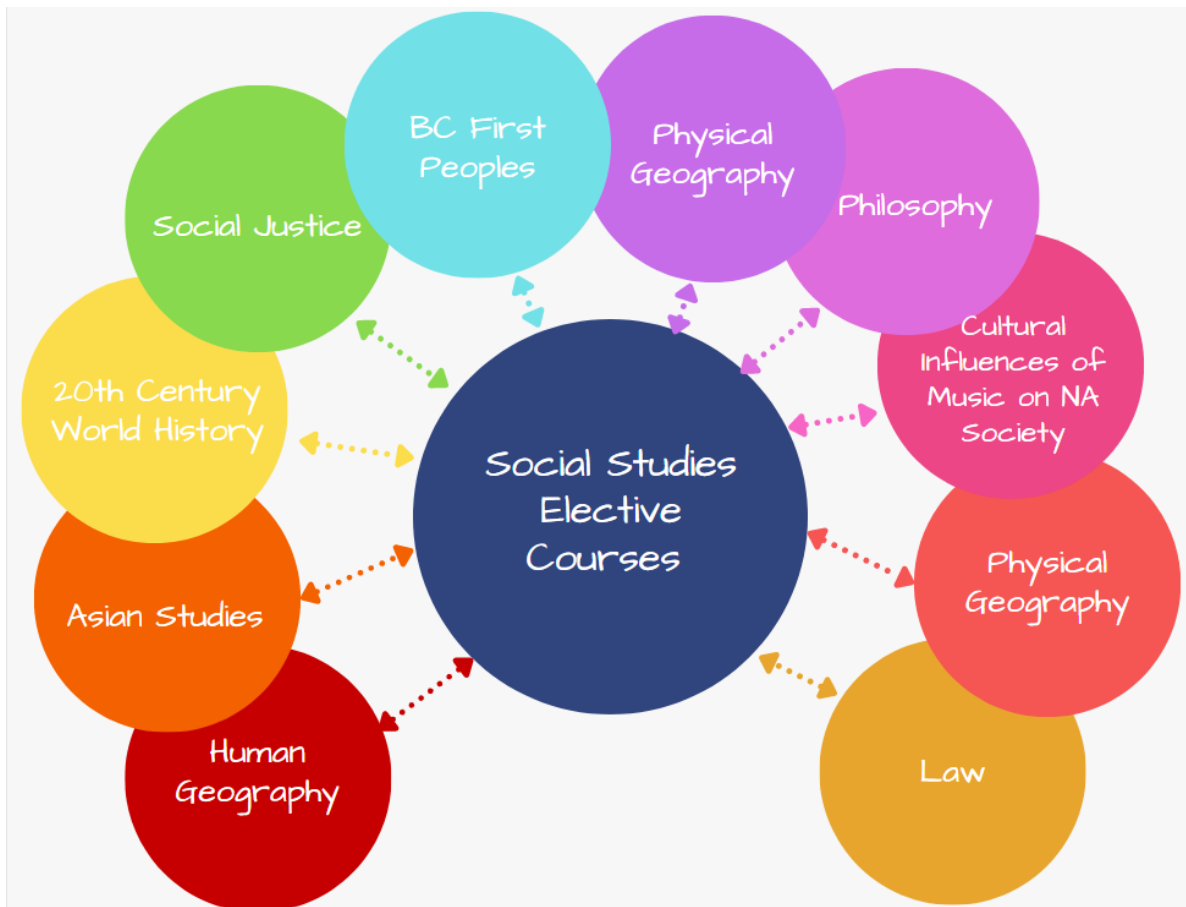 BC First
Peoples
Physical
Geography
Philosophy
Social Justice
Cultural
Influences of
Music on NA
Society
20th Century
World History
Social Studies
Elective
Courses
Physical
Geography
Asian Studies
Human
Geography
Law